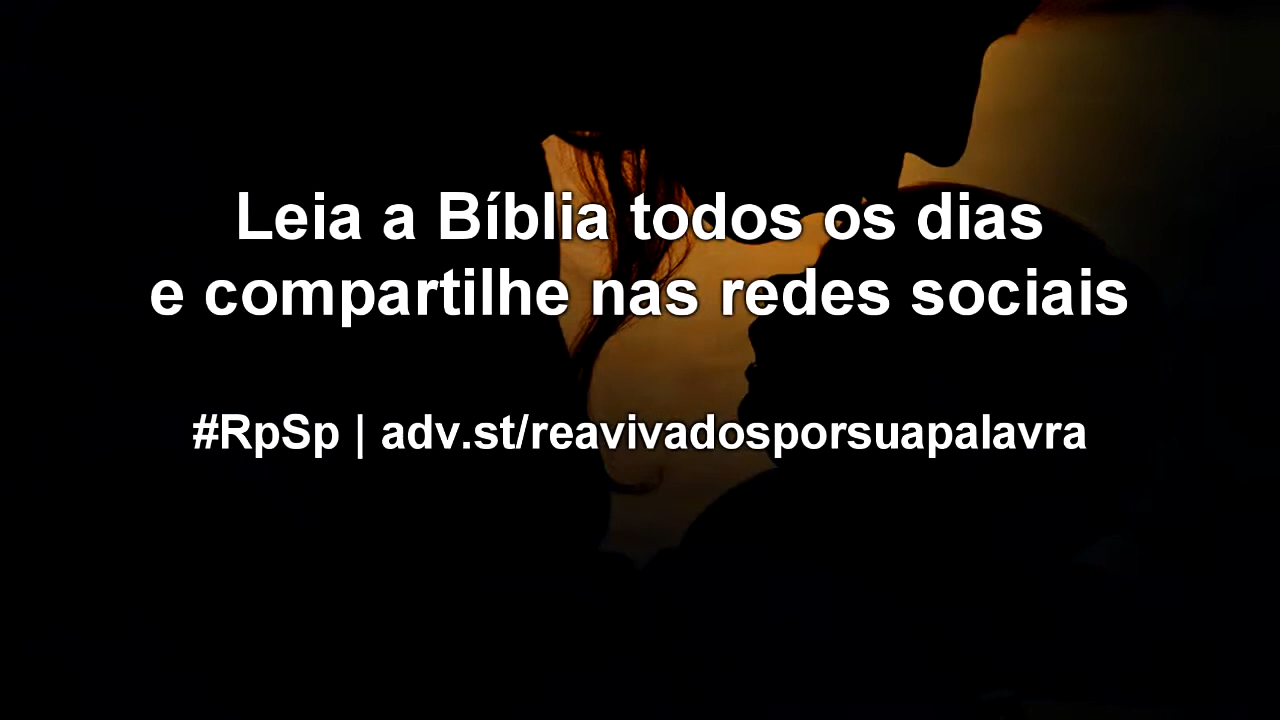 Leia a Bíblia todos os dias
e compartilhe nas redes sociais
#RpSp | adv.st/reavivadosporsuapalavra